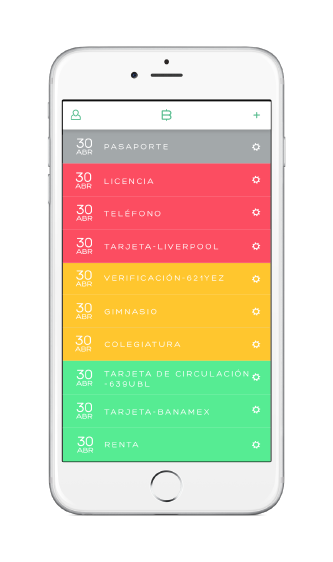 B
30 ABR PASAPORTE
30 ABR LICENCIA
30 ABR TELÉFONO
30 ABR TARJETA-LIVERPOOL
30 ABR VERIFICACIÓN-621YEZ
30 ABR GIMNASIO
30 ABR COLEGIATURA
30 ABR TARJETA DE CIRCULACIÓN
-639UBL
30 ABR TARJETA-BANAMEX
30 ABR RENTA